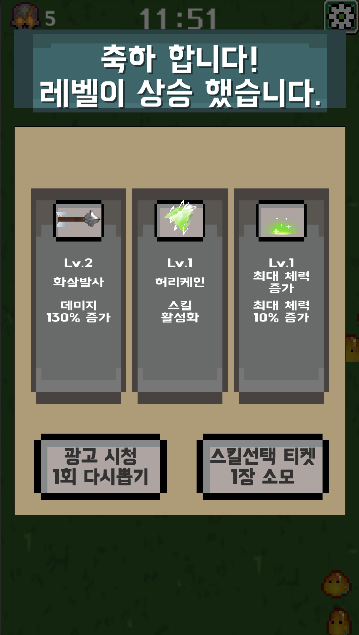 5
11:51
축하 합니다!
레벨이 상승 했습니다.
Lv.2
화살발사
데미지
130% 증가
Lv.1
허리케인
스킬
활성화
Lv.1
최대 체력
증가
최대 체력
10% 증가
광고 시청
1회 다시뽑기
스킬선택 티켓
1장 소모